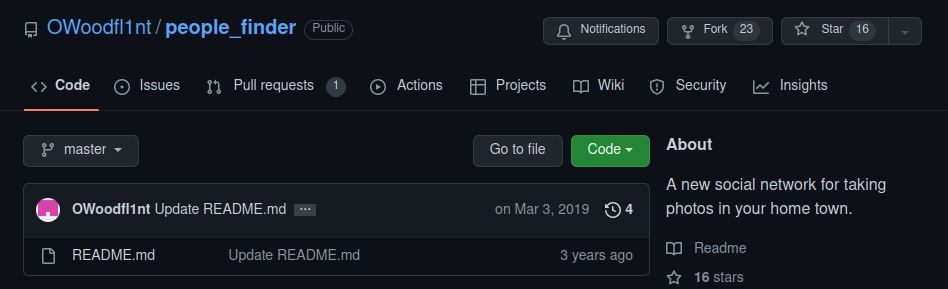 OWoodfl1nt / people_finder Public Notifications Fork 23 Star 16
Code Issues Pull requests 1 Actions Projects Wiki Security Insights
master Go to file Code
OWoodfl1nt Update README.md ... on Mar 3, 2019 4
README.md Update README.md 3 years ago
About
A new social network for taking
photos in your home town.
Readme
16 stars